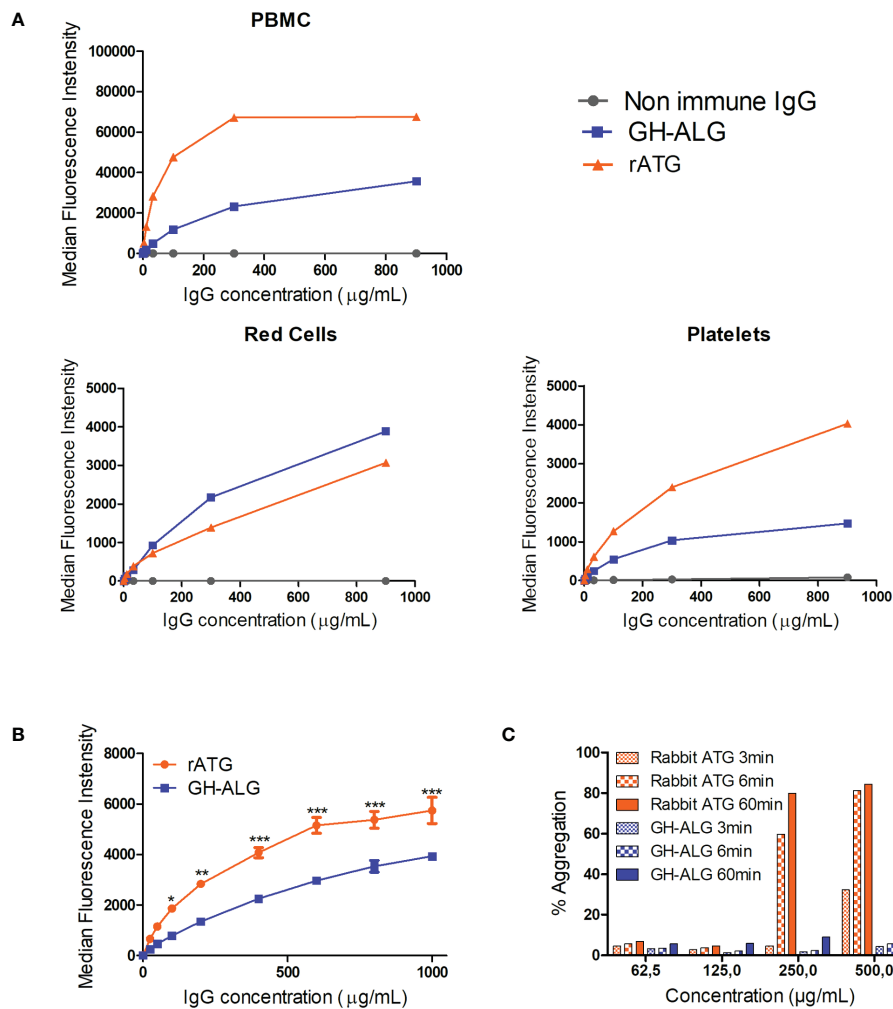 A
PBMC
Median Fluorescence Instensity
100000
80000
60000
40000
20000
0
0 200 400 600 800 1000
IgG concentration (μg/mL)
Non immune IgG
GH-ALG
rATG
Red Cells
Median Fluorescence Instensity
5000
4000
3000
2000
1000
0
0 200 400 600 800 1000
IgG concentration (μg/mL)
Platelets
Median Fluorescence Instensity
5000
4000
3000
2000
1000
0
0 200 400 600 800 1000
IgG concentration (μg/mL)
B
Median Fluorescence Instensity
8000
6000
4000
2000
0
rATG
GH-ALG
* ** *** *** *** ***
0 500 1000
IgG concentration (μg/mL)
C
% Aggregation
100
80
60
40
20
0
Rabbit ATG 3min
Rabbit ATG 6min
Rabbit ATG 60min
GH-ALG 3min
GH-ALG 6min
GH-ALG 60min
62,5 125,0 250,0 500,0
Concentration (µg/mL)